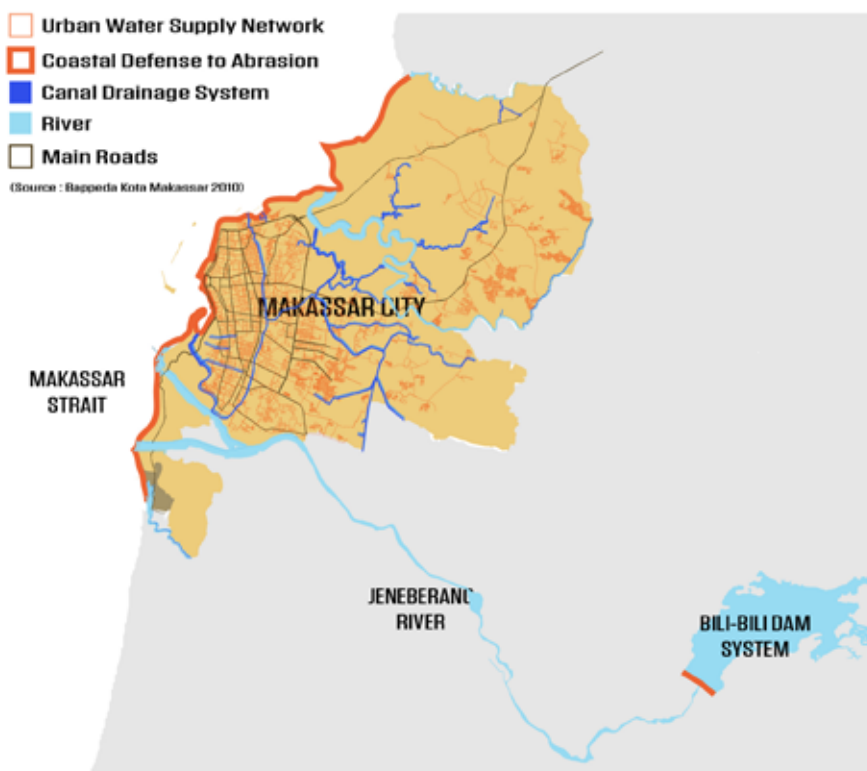 Urban Water Supply Network
Coastal Defense to Abrasion
Canal Drainage System
River
Main Roads
(Source : Bappeda Kota Makassar 2010)
MAKASSAR CITY
MAKASSAR
STRAIT
JENEBERANG
RIVER
BILI-BILI DAM
SYSTEM